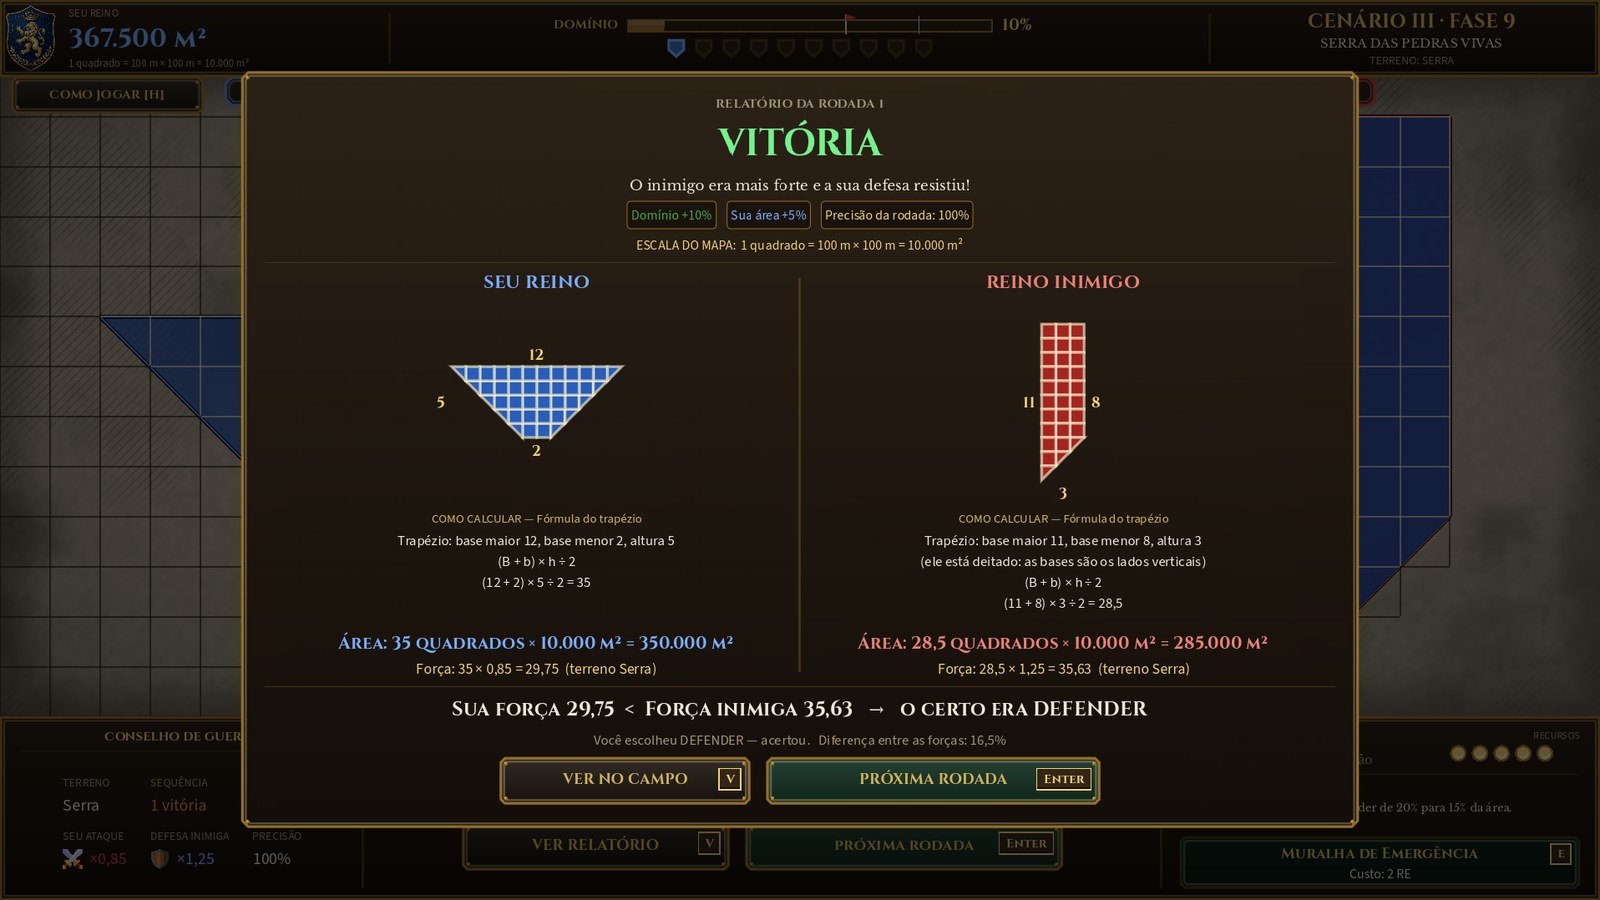 SEU REINO
367.500 M²
1 quadrado = 100 m × 100 m = 10.000 m²
DOMÍNIO
10%
CENÁRIO III · FASE 9
SERRA DAS PEDRAS VIVAS
TERRENO: SERRA
COMO JOGAR [H]
RELATÓRIO DA RODADA 1
VITÓRIA
O inimigo era mais forte e a sua defesa resistiu!
Domínio +10%
Sua área +5%
Precisão da rodada: 100%
ESCALA DO MAPA: 1 quadrado = 100 m × 100 m = 10.000 m²
SEU REINO
12
5
2
COMO CALCULAR — Fórmula do trapézio
Trapézio: base maior 12, base menor 2, altura 5
(B + b) × h ÷ 2
(12 + 2) × 5 ÷ 2 = 35
ÁREA: 35 QUADRADOS × 10.000 M² = 350.000 M²
Força: 35 × 0,85 = 29,75 (terreno Serra)
REINO INIMIGO
11
8
3
COMO CALCULAR — Fórmula do trapézio
Trapézio: base maior 11, base menor 8, altura 3
(ele está deitado: as bases são os lados verticais)
(B + b) × h ÷ 2
(11 + 8) × 3 ÷ 2 = 28,5
ÁREA: 28,5 QUADRADOS × 10.000 M² = 285.000 M²
Força: 28,5 × 1,25 = 35,63 (terreno Serra)
SUA FORÇA 29,75 < FORÇA INIMIGA 35,63 → O CERTO ERA DEFENDER
Você escolheu DEFENDER — acertou. Diferença entre as forças: 16,5%
VER NO CAMPO V
PRÓXIMA RODADA ENTER
CONSELHO DE GUER
TERRENO
Serra
SEQUÊNCIA
1 vitória
SEU ATAQUE
×0,85
DEFESA INIMIGA
×1,25
PRECISÃO
100%
VER RELATÓRIO V
PRÓXIMA RODADA ENTER
RECURSOS
ão
der de 20% para 15% da área.
MURALHA DE EMERGÊNCIA E
Custo: 2 RE